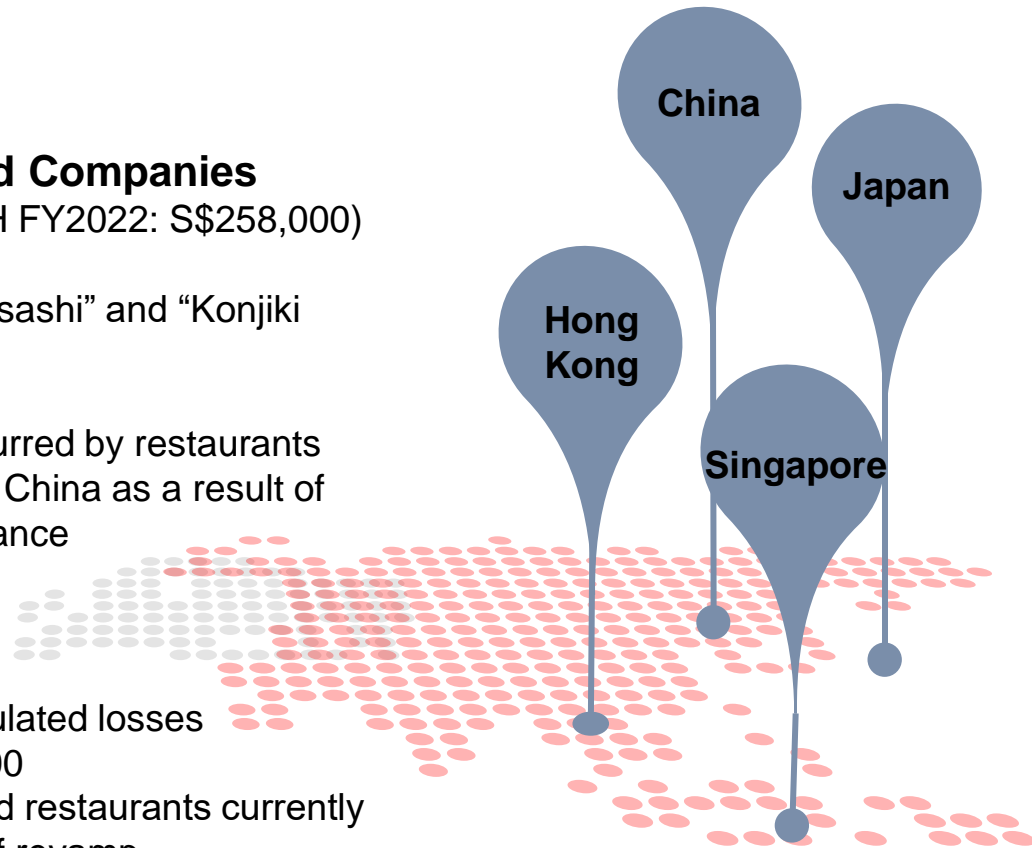 d Companies
H FY2022: S$258,000)
sashi” and “Konjiki
urred by restaurants
China as a result of
ance
ulated losses
00
d restaurants currently
f revamp
China
Japan
Hong
Kong
Singapore